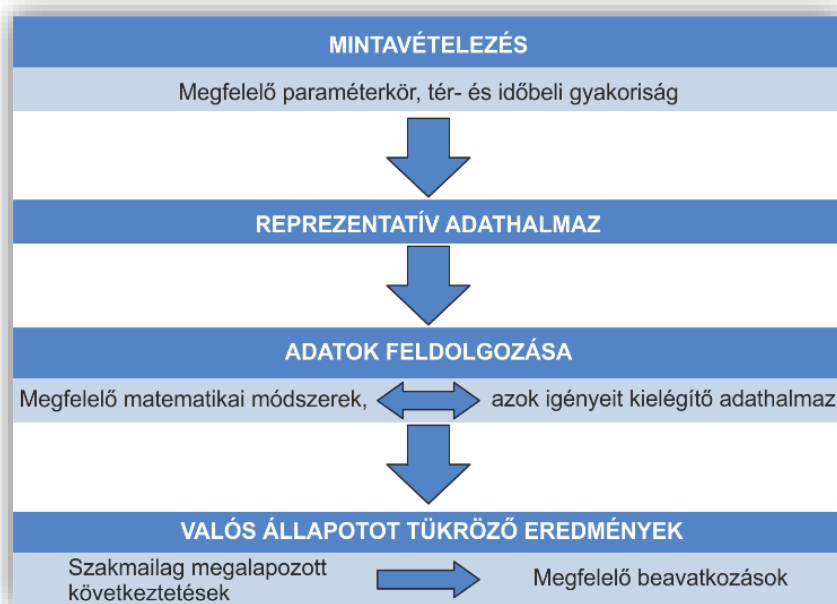 MINTAVÉTELEZÉS
Megfelelő paraméterkör, tér- és időbeli gyakoriság
REPREZENTATÍV ADATHALMAZ
ADATOK FELDOLGOZÁSA
Megfelelő matematikai módszerek, azok igényeit kielégítő adathalmaz
VALÓS ÁLLAPOTOT TÜKRÖZŐ EREDMÉNYEK
Szakmailag megalapozott
következtetések
Megfelelő beavatkozások